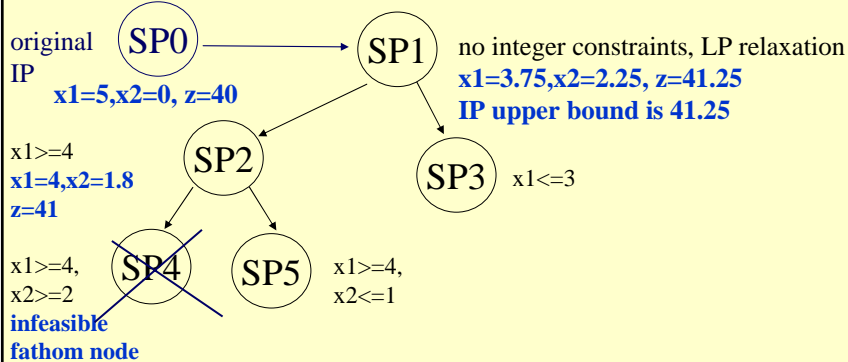 original
IP
SP0
x1=5,x2=0, z=40
SP1
no integer constraints, LP relaxation
x1=3.75,x2=2.25, z=41.25
IP upper bound is 41.25
x1>=4
x1=4,x2=1.8
z=41
SP2
SP3
x1<=3
x1>=4,
x2>=2
infeasible
fathom node
SP4
SP5
x1>=4,
x2<=1